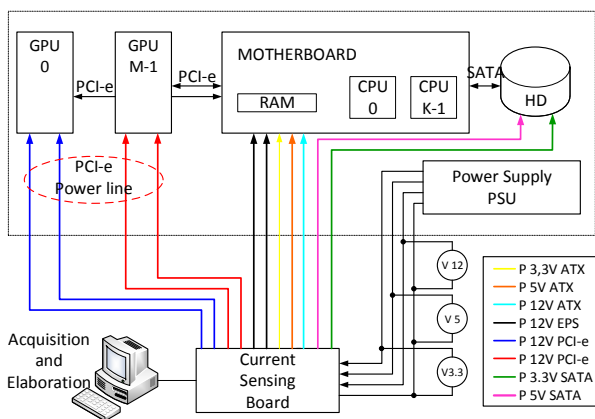 GPU
0
GPU
M-1
PCI-e
PCI-e
MOTHERBOARD
RAM
CPU
0
CPU
K-1
SATA
HD
PCI-e
Power line
Power Supply
PSU
V 12
V 5
V3.3
Acquisition
and
Elaboration
Current
Sensing
Board
P 3,3V ATX
P 5V ATX
P 12V ATX
P 12V EPS
P 12V PCI-e
P 12V PCI-e
P 3.3V SATA
P 5V SATA